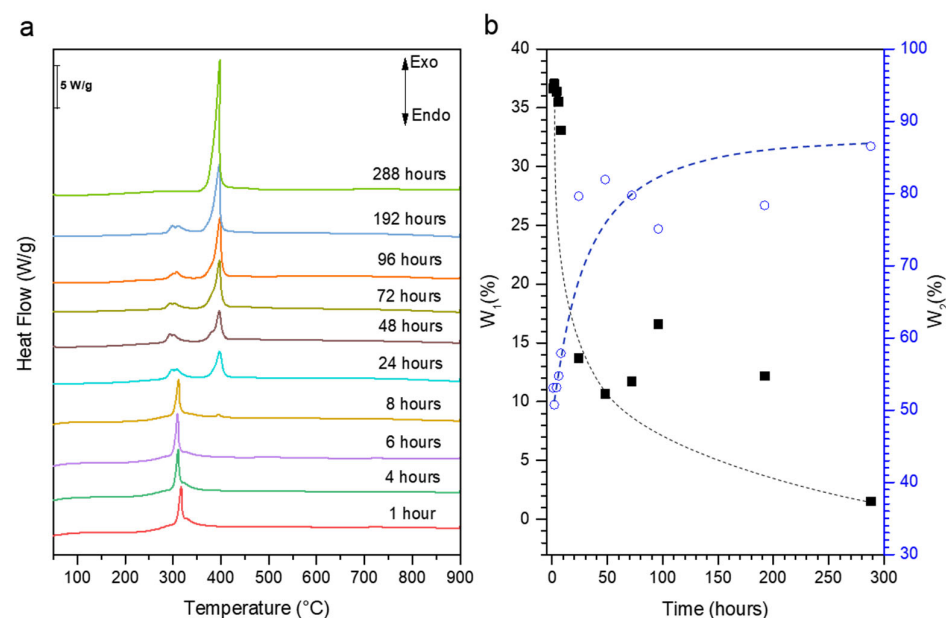 a
5 W/g
Exo
Endo
288 hours
192 hours
96 hours
72 hours
48 hours
24 hours
8 hours
6 hours
4 hours
1 hour
Heat Flow (W/g)
100 200 300 400 500 600 700 800 900
Temperature (°C)
b
40
35
30
25
20
15
10
5
0
W1(%)
100
90
80
70
60
50
40
30
W2(%)
0 50 100 150 200 250 300
Time (hours)